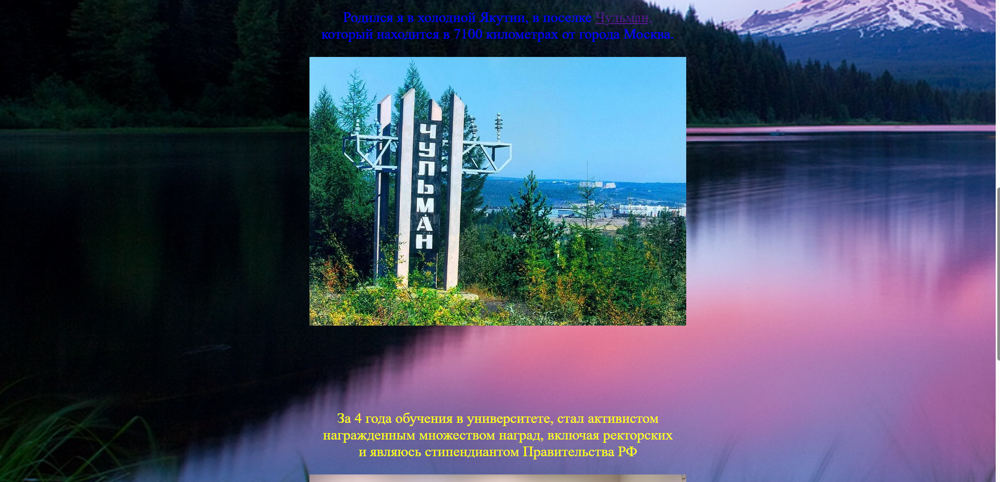 Родился я в холодной Якутии, в поселке Чульман,
который находится в 7100 километрах от города Москва.
ЧУЛЬМАН
За 4 года обучения в университете, стал активистом
награжденным множеством наград, включая ректорских
и являюсь стипендиантом Правительства РФ